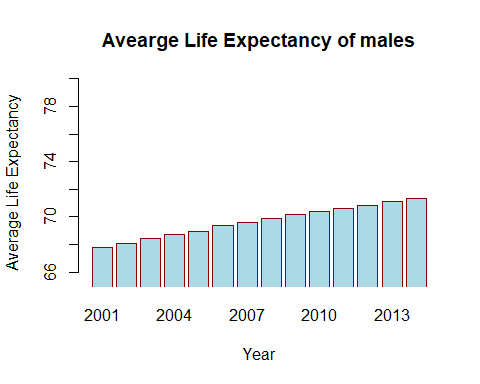 Avearge Life Expectancy of males
Average Life Expectancy
78
74
70
66
2001 2004 2007 2010 2013
Year